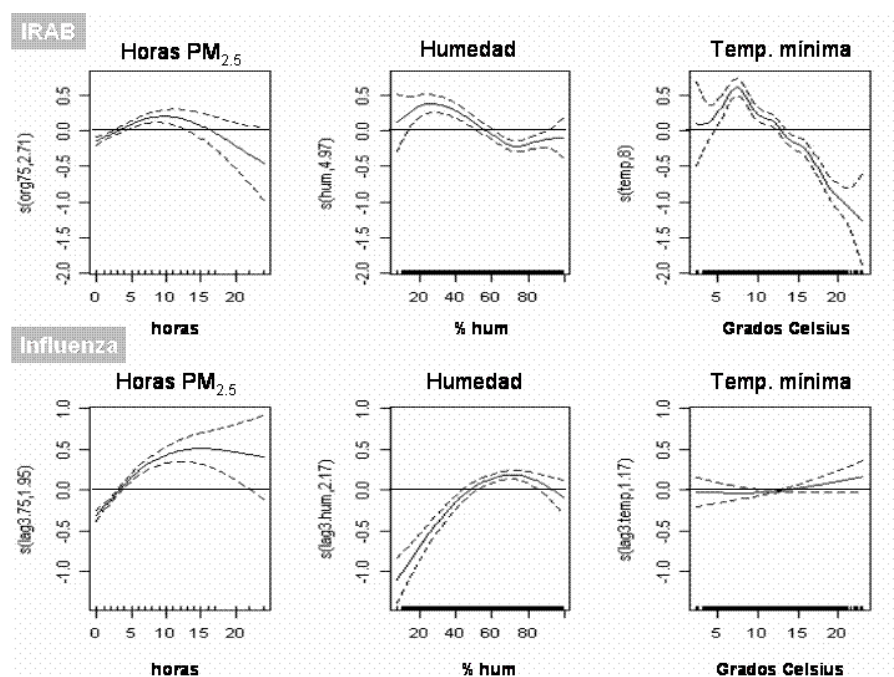 IRAB
Horas PM2.5
Humedad
Temp. mínima
s(org75,2.71)
0.5
0.0
-0.5
-1.0
-1.5
-2.0
0 5 10 15 20
horas
s(hum,4.97)
0.5
0.0
-0.5
-1.0
-1.5
-2.0
20 40 60 80
% hum
s(temp,8)
0.5
0.0
-0.5
-1.0
-1.5
-2.0
5 10 15 20
Grados Celsius
Influenza
Horas PM2.5
Humedad
Temp. mínima
s(lag3.75,1.95)
1.0
0.5
0.0
-0.5
-1.0
0 5 10 15 20
horas
s(lag3.hum,2.17)
1.0
0.5
0.0
-0.5
-1.0
20 40 60 80
% hum
s(lag3.temp,1.17)
1.0
0.5
0.0
-0.5
-1.0
5 10 15 20
Grados Celsius